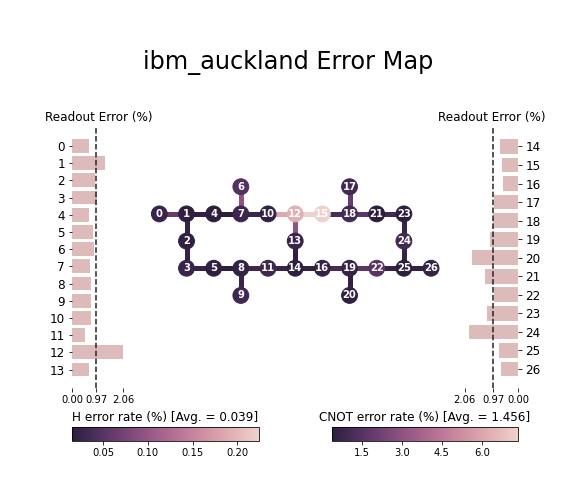 ibm_auckland Error Map
Readout Error (%)
Readout Error (%)
0
1
2
3
4
5
6
7
8
9
10
11
12
13
0.00 0.97 2.06
6 17
0 1 4 7 10 12 15 18 21 23
2 13 24
3 5 8 11 14 16 19 22 25 26
9 20
14
15
16
17
18
19
20
21
22
23
24
25
26
2.06 0.97 0.00
H error rate (%) [Avg. = 0.039]
0.05 0.10 0.15 0.20
CNOT error rate (%) [Avg. = 1.456]
1.5 3.0 4.5 6.0